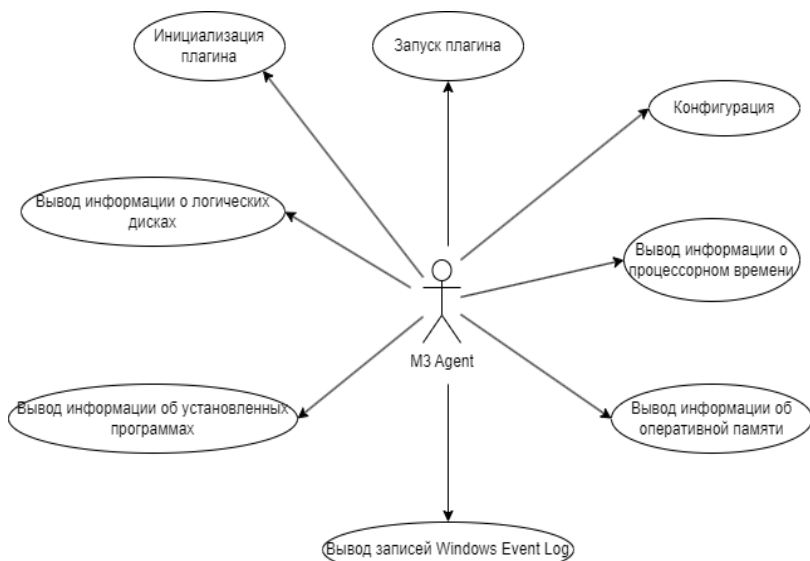 Инициализация
плагина
Запуск плагина
Конфигурация
Вывод информации о логических
дисках
Вывод информации о
процессорном времени
M3 Agent
Вывод информации об установленных
программах
Вывод информации об
оперативной памяти
Вывод записей Windows Event Log